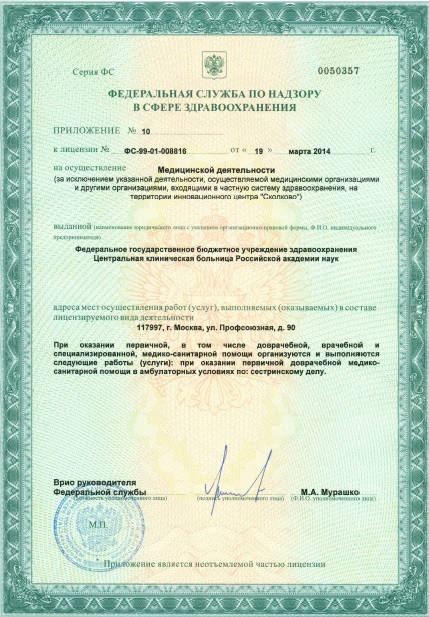 Серия ФС
0050357
ФЕДЕРАЛЬНАЯ СЛУЖБА ПО НАДЗОРУ
В СФЕРЕ ЗДРАВООХРАНЕНИЯ
ПРИЛОЖЕНИЕ № 10
к лицензии № ФС-99-01-008816 от « 19 » марта 2014 г.
на осуществление Медицинской деятельности
(за исключением указанной деятельности, осуществляемой медицинскими организациями
и другими организациями, входящими в частную систему здравоохранения, на
территории инновационного центра "Сколково")
выданной (наименование юридического лица с указанием организационно-правовой формы, Ф.И.О. индивидуального
предпринимателя)
Федеральное государственное бюджетное учреждение здравоохранения
Центральная клиническая больница Российской академии наук
адреса мест осуществления работ (услуг), выполняемых (оказываемых) в составе
лицензируемого вида деятельности
117997, г. Москва, ул. Профсоюзная, д. 90
При оказании первичной, в том числе доврачебной, врачебной и
специализированной, медико-санитарной помощи организуются и выполняются
следующие работы (услуги): при оказании первичной доврачебной медико-
санитарной помощи в амбулаторных условиях по: сестринскому делу.
Врио руководителя
Федеральной службы М.А. Мурашко
(должность уполномоченного лица) (подпись уполномоченного лица) (Ф.И.О. уполномоченного лица)
М.П.
Приложение является неотъемлемой частью лицензии